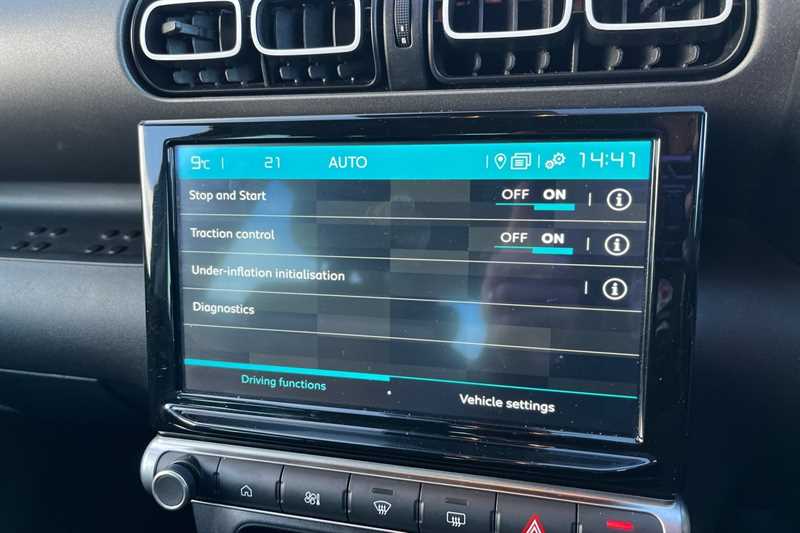 9°C 21 AUTO 14:41
Stop and Start OFF ON
Traction control OFF ON
Under-inflation initialisation
Diagnostics
Driving functions
Vehicle settings